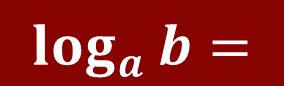 logₐ b =